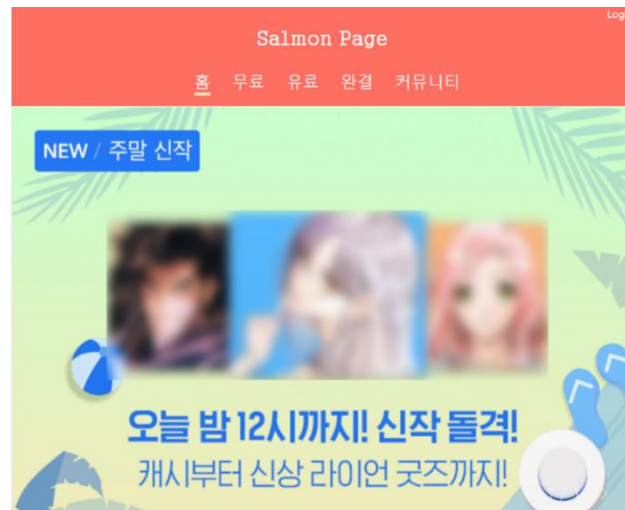 Log
Salmon Page
홈 무료 유료 완결 커뮤니티
NEW / 주말 신작
오늘 밤 12시까지! 신작 돌격!
캐시부터 신상 라이언 굿즈까지!